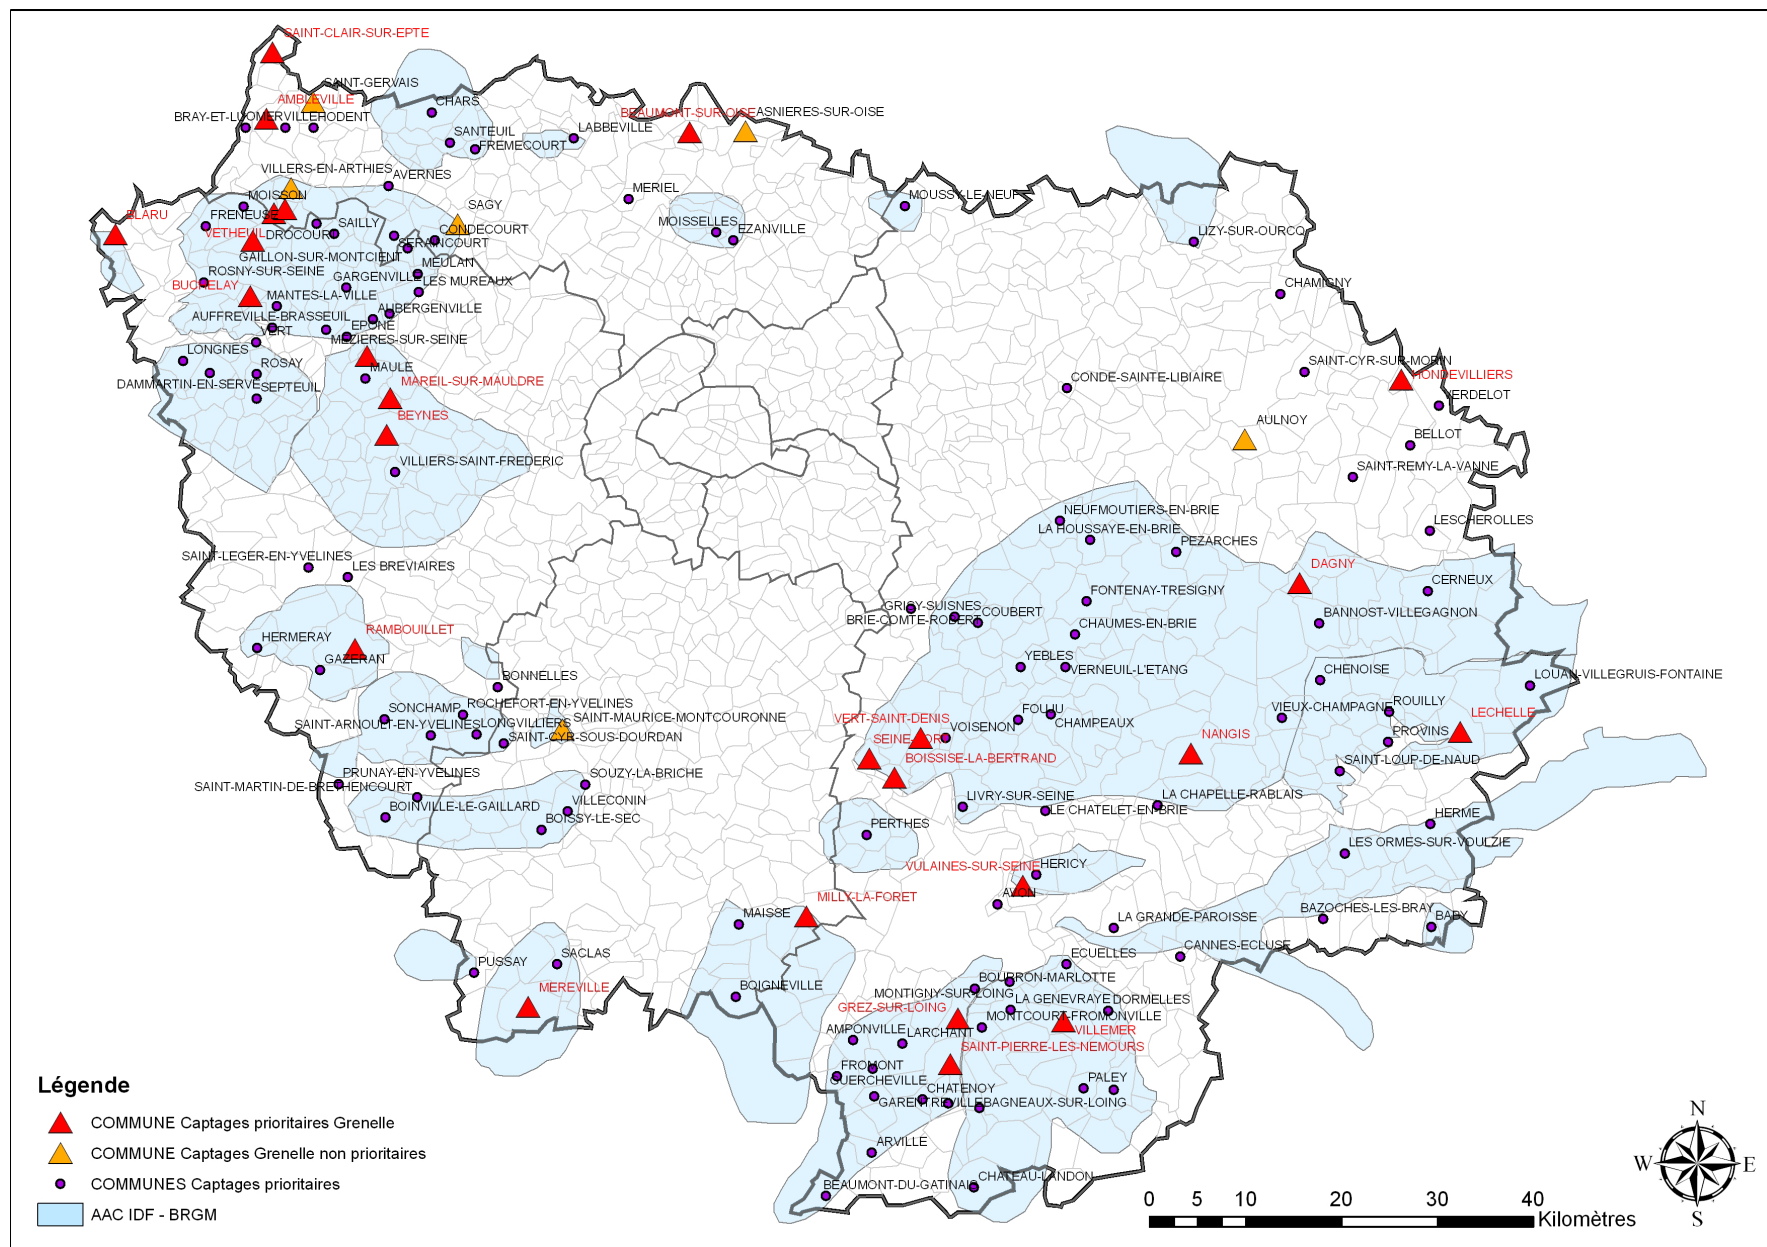 SAINT-CLAIR-SUR-EPTE
SAINT-GERVAIS
AMBLEVILLE
CHARS
BRAY-ET-LU
OMERVILLE
HODENT
BEAUMONT-SUR-OISE
ASNIERES-SUR-OISE
SANTEUIL
LABBEVILLE
FREMECOURT
VILLERS-EN-ARTHIES
AVERNES
MERIEL
MOUSSY-LE-NEUF
MOISSON
SAGY
BLARU
FRENEUSE
SAILLY
MOISSELLES
VETHEUIL
DROCOURT
CONDECOURT
EZANVILLE
LIZY-SUR-OURCQ
SERAINCOURT
GAILLON-SUR-MONTCIENT
MEULAN
ROSNY-SUR-SEINE
GARGENVILLE
LES MUREAUX
CHAMIGNY
BUCHELAY
MANTES-LA-VILLE
AUBERGENVILLE
AUFFREVILLE-BRASSEUIL
EPONE
VERT
MEZIERES-SUR-SEINE
LONGNES
ROSAY
MAULE
SAINT-CYR-SUR-MORIN
DAMMARTIN-EN-SERVE
SEPTEUIL
MAREIL-SUR-MAULDRE
CONDE-SAINTE-LIBIAIRE
HONDEVILLIERS
VERDELOT
BEYNES
AULNOY
BELLOT
VILLIERS-SAINT-FREDERIC
SAINT-REMY-LA-VANNE
NEUFMOUTIERS-EN-BRIE
LESCHEROLLES
LA HOUSSAYE-EN-BRIE
PEZARCHES
SAINT-LEGER-EN-YVELINES
LES BREVIAIRES
DAGNY
CERNEUX
FONTENAY-TRESIGNY
GRISY-SUISNES
COUBERT
BANNOST-VILLEGAGNON
BRIE-COMTE-ROBERT
CHAUMES-EN-BRIE
HERMERAY
RAMBOUILLET
GAZERAN
YEBLES
VERNEUIL-L'ETANG
CHENOISE
LOUAN-VILLEGRUIS-FONTAINE
BONNELLES
SONCHAMP
ROCHEFORT-EN-YVELINES
FOUJU
VIEUX-CHAMPAGNE
ROUILLY
LECHELLE
SAINT-ARNOULT-EN-YVELINES
LONGVILLIERS
SAINT-MAURICE-MONTCOURONNE
VERT-SAINT-DENIS
VOISENON
CHAMPEAUX
PROVINS
SAINT-CYR-SOUS-DOURDAN
SEINE-PORT
NANGIS
BOISSISE-LA-BERTRAND
SAINT-LOUP-DE-NAUD
PRUNAY-EN-YVELINES
SOUZY-LA-BRICHE
SAINT-MARTIN-DE-BRETHENCOURT
BOINVILLE-LE-GAILLARD
VILLECONIN
LIVRY-SUR-SEINE
LA CHAPELLE-RABLAIS
LE CHATELET-EN-BRIE
HERME
BOISSY-LE-SEC
PERTHES
LES ORMES-SUR-VOULZIE
VULAINES-SUR-SEINE
HERICY
AVON
MILLY-LA-FORET
MAISSE
LA GRANDE-PAROISSE
BAZOCHES-LES-BRAY
BABY
CANNES-ECLUSE
PUSSAY
SACLAS
ECUELLES
MEREVILLE
BOIGNEVILLE
BOURRON-MARLOTTE
MONTIGNY-SUR-LOING
LA GENEVRAYE
DORMELLES
GREZ-SUR-LOING
MONTCOURT-FROMONVILLE
AMPONVILLE
LARCHANT
VILLEMER
SAINT-PIERRE-LES-NEMOURS
FROMONT
GUERCHEVILLE
CHATENOY
PALEY
GARENTREVILLE
BAGNEAUX-SUR-LOING
ARVILLE
BEAUMONT-DU-GATINAIS
CHATEAU-LANDON
Légende
COMMUNE Captages prioritaires Grenelle
COMMUNE Captages Grenelle non prioritaires
COMMUNES Captages prioritaires
AAC IDF - BRGM
N
W
E
S
0 5 10 20 30 40
Kilomètres